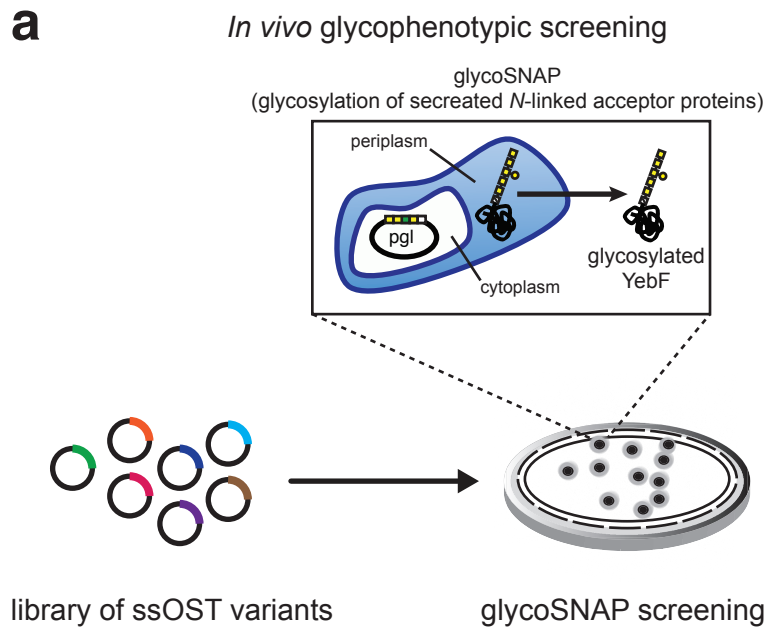 a
In vivo glycophenotypic screening
glycoSNAP
(glycosylation of secreated N-linked acceptor proteins)
periplasm
pgl
glycosylated
YebF
cytoplasm
library of ssOST variants
glycoSNAP screening